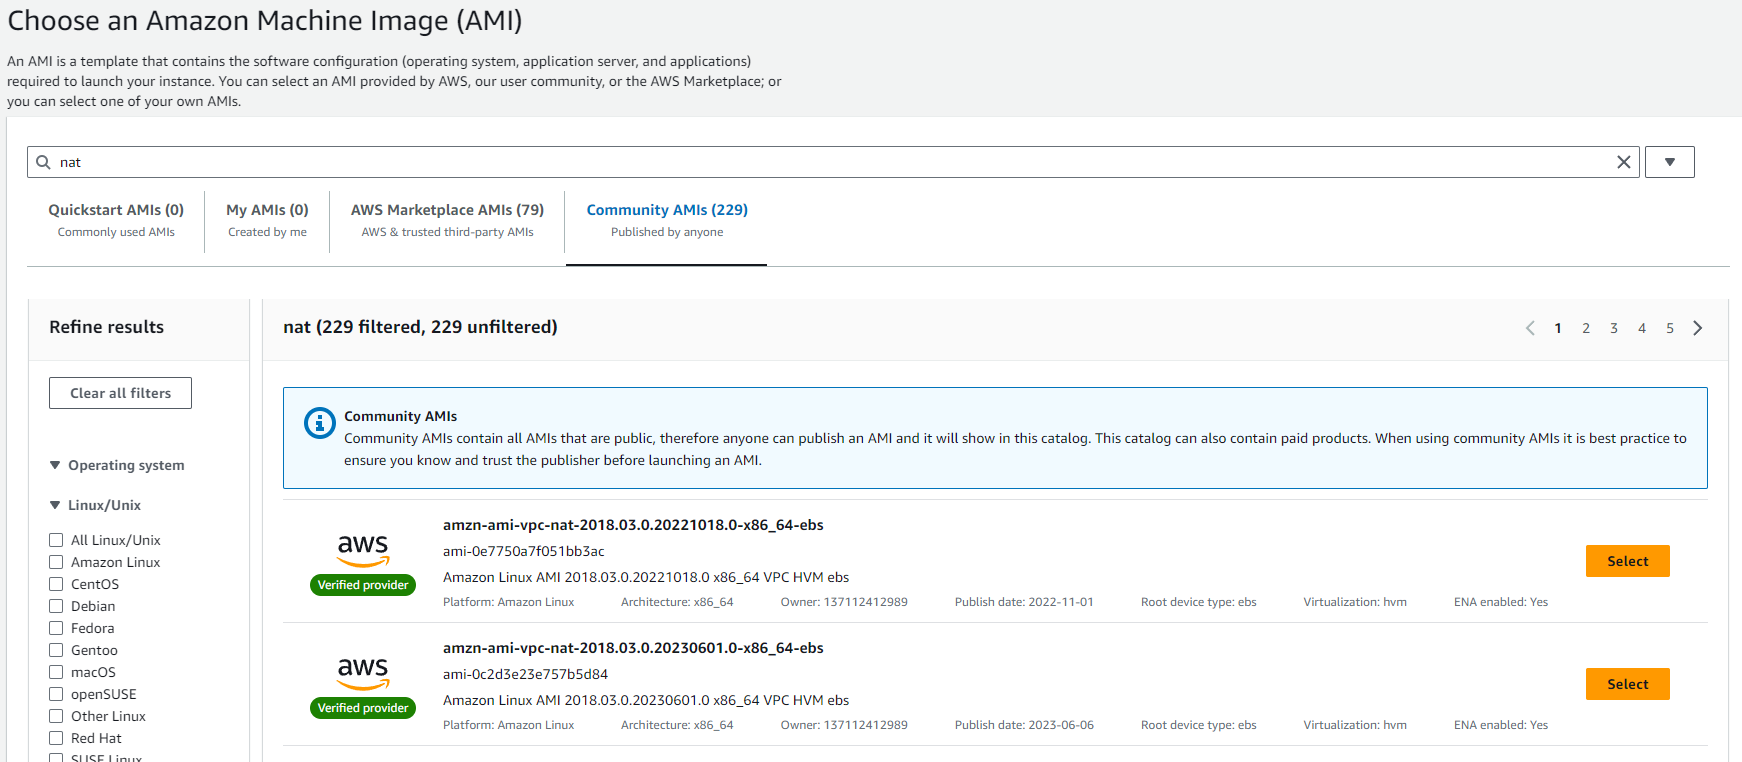 Choose an Amazon Machine Image (AMI)
An AMI is a template that contains the software configuration (operating system, application server, and applications)
required to launch your instance. You can select an AMI provided by AWS, our user community, or the AWS Marketplace; or
you can select one of your own AMIs.
nat
Quickstart AMIs (0)
Commonly used AMIs
My AMIs (0)
Created by me
AWS Marketplace AMIs (79)
AWS & trusted third-party AMIs
Community AMIs (229)
Published by anyone
Refine results
Clear all filters
Operating system
Linux/Unix
All Linux/Unix
Amazon Linux
CentOS
Debian
Fedora
Gentoo
macOS
openSUSE
Other Linux
Red Hat
SUSE Linux
nat (229 filtered, 229 unfiltered)
1 2 3 4 5
Community AMIs
Community AMIs contain all AMIs that are public, therefore anyone can publish an AMI and it will show in this catalog. This catalog can also contain paid products. When using community AMIs it is best practice to
ensure you know and trust the publisher before launching an AMI.
aws
Verified provider
amzn-ami-vpc-nat-2018.03.0.20221018.0-x86_64-ebs
ami-0e7750a7f051bb3ac
Amazon Linux AMI 2018.03.0.20221018.0 x86_64 VPC HVM ebs
Platform: Amazon Linux Architecture: x86_64 Owner: 137112412989 Publish date: 2022-11-01 Root device type: ebs Virtualization: hvm ENA enabled: Yes
Select
aws
Verified provider
amzn-ami-vpc-nat-2018.03.0.20230601.0-x86_64-ebs
ami-0c2d3e23e757b5d84
Amazon Linux AMI 2018.03.0.20230601.0 x86_64 VPC HVM ebs
Platform: Amazon Linux Architecture: x86_64 Owner: 137112412989 Publish date: 2023-06-06 Root device type: ebs Virtualization: hvm ENA enabled: Yes
Select